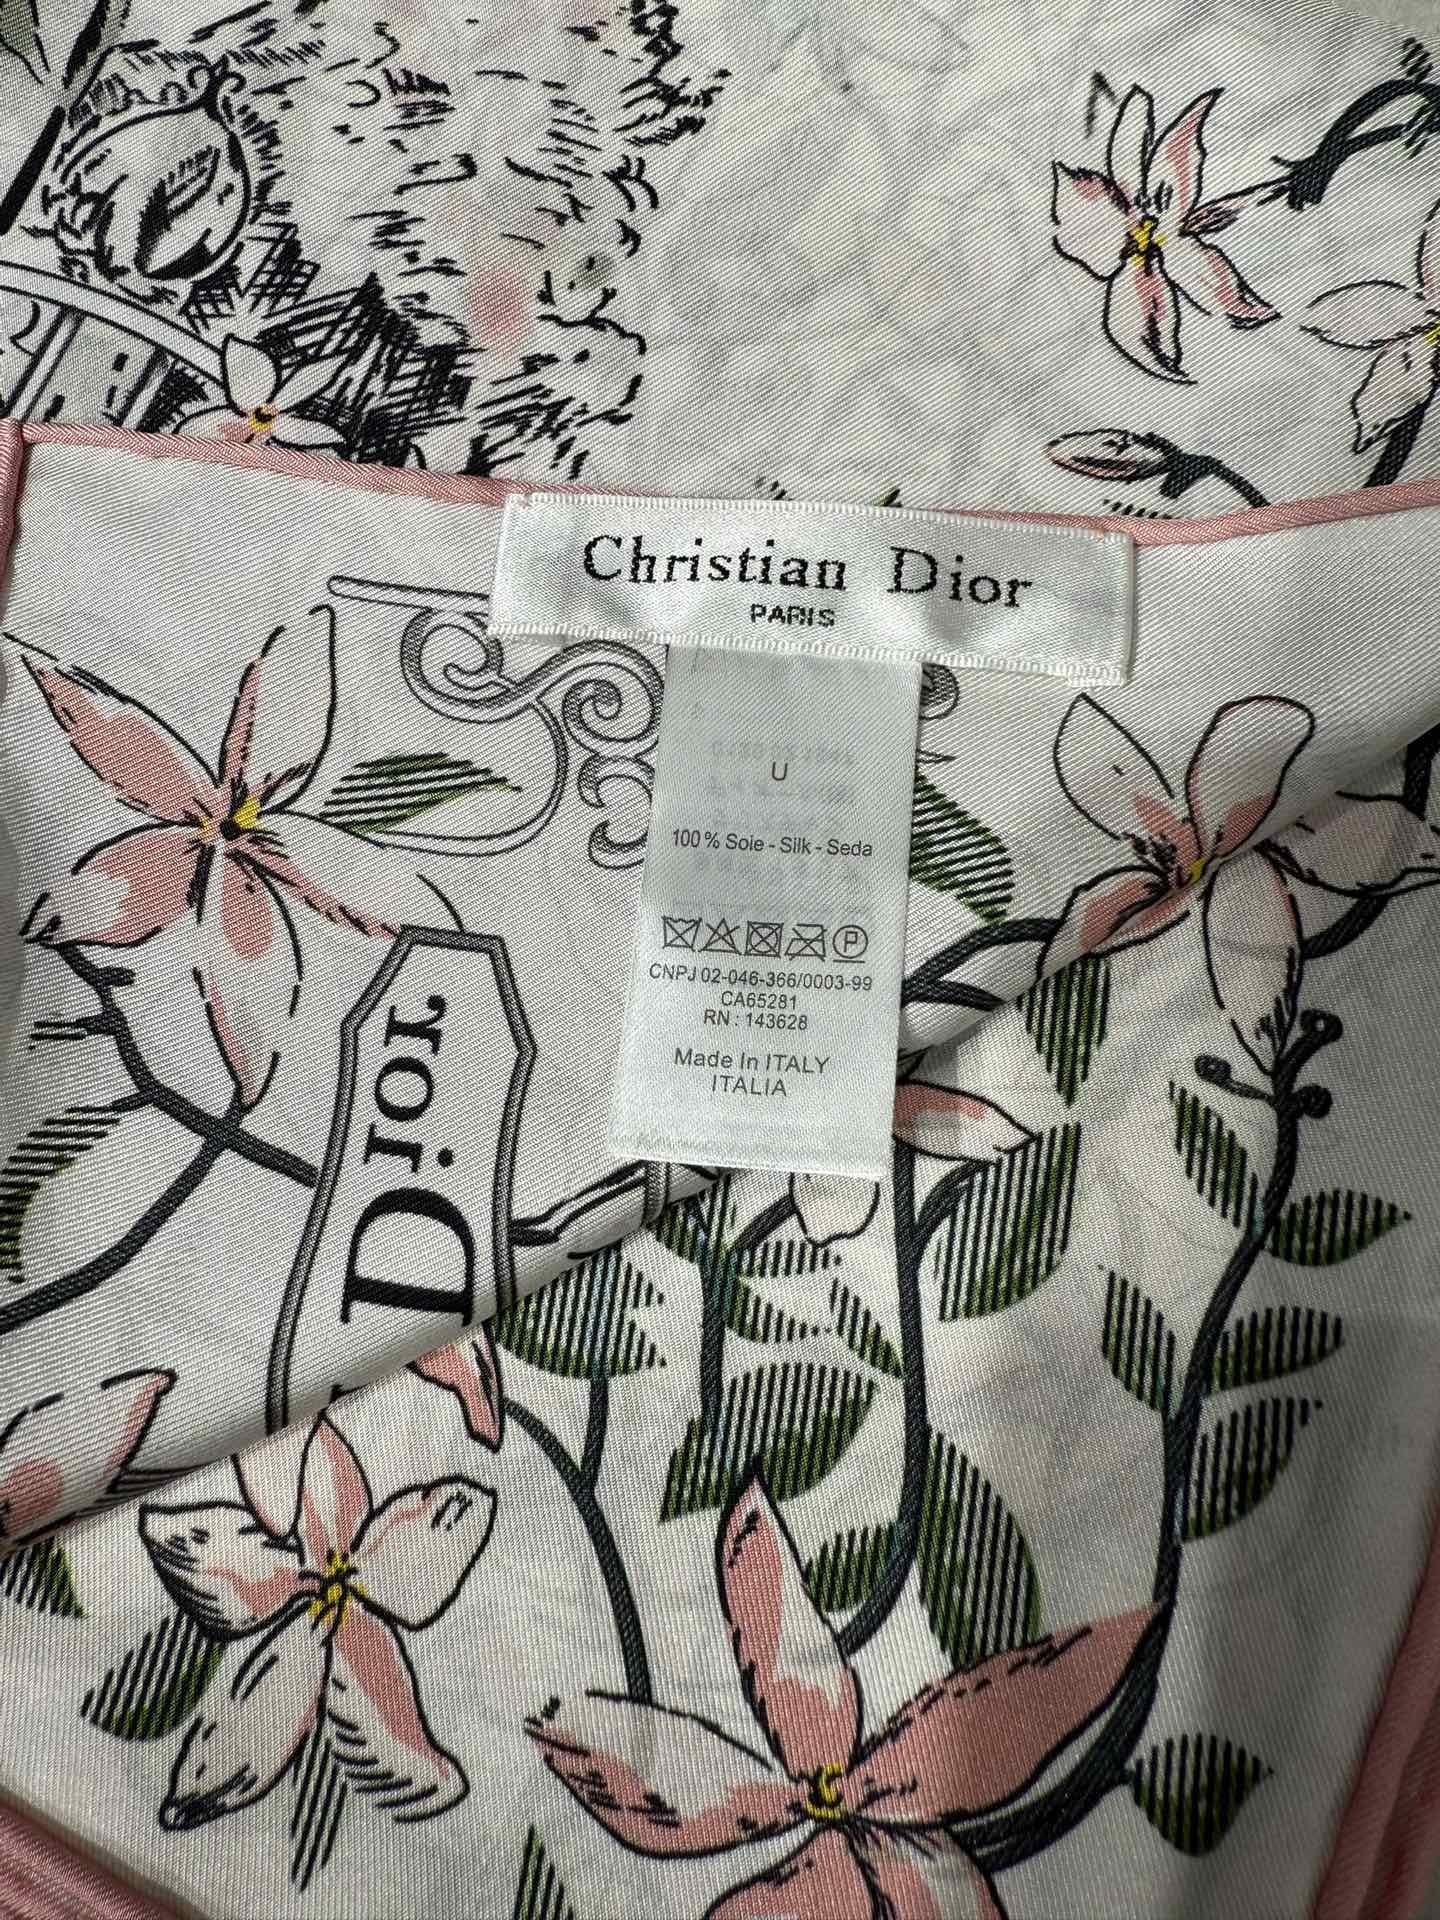 Christian Dior
PARIS
U
100% Soie - Silk - Seda
P
CNPJ 02-046-366/0003-99
CA65281
RN : 143628
Made In ITALY
ITALIA
Dior